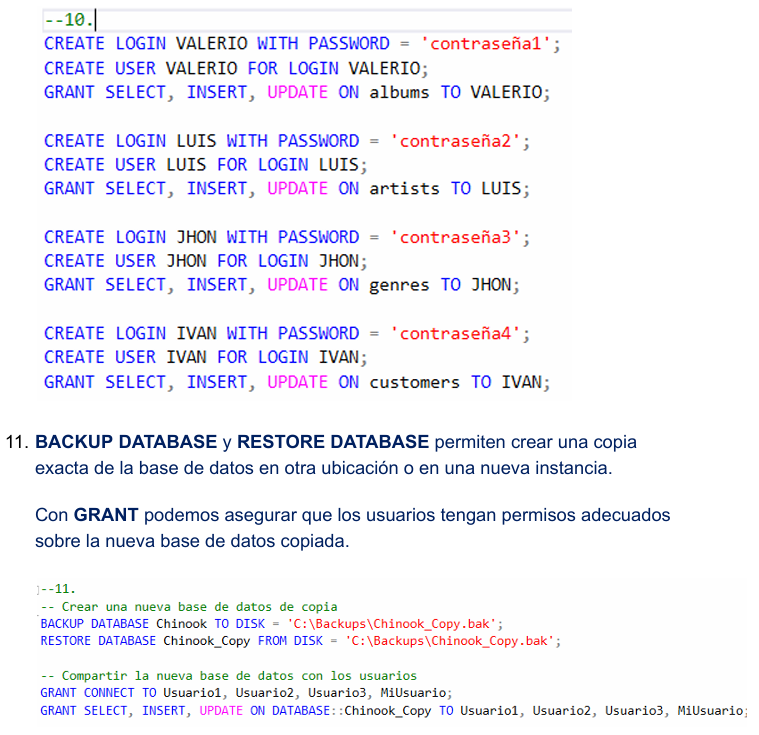 --10.
CREATE LOGIN VALERIO WITH PASSWORD = 'contraseña1';
CREATE USER VALERIO FOR LOGIN VALERIO;
GRANT SELECT, INSERT, UPDATE ON albums TO VALERIO;
CREATE LOGIN LUIS WITH PASSWORD = 'contraseña2';
CREATE USER LUIS FOR LOGIN LUIS;
GRANT SELECT, INSERT, UPDATE ON artists TO LUIS;
CREATE LOGIN JHON WITH PASSWORD = 'contraseña3';
CREATE USER JHON FOR LOGIN JHON;
GRANT SELECT, INSERT, UPDATE ON genres TO JHON;
CREATE LOGIN IVAN WITH PASSWORD = 'contraseña4';
CREATE USER IVAN FOR LOGIN IVAN;
GRANT SELECT, INSERT, UPDATE ON customers TO IVAN;
11. BACKUP DATABASE y RESTORE DATABASE permiten crear una copia
exacta de la base de datos en otra ubicación o en una nueva instancia.
Con GRANT podemos asegurar que los usuarios tengan permisos adecuados
sobre la nueva base de datos copiada.
--11.
-- Crear una nueva base de datos de copia
BACKUP DATABASE Chinook TO DISK = 'C:\Backups\Chinook_Copy.bak';
RESTORE DATABASE Chinook_Copy FROM DISK = 'C:\Backups\Chinook_Copy.bak';
-- Compartir la nueva base de datos con los usuarios
GRANT CONNECT TO Usuario1, Usuario2, Usuario3, MiUsuario;
GRANT SELECT, INSERT, UPDATE ON DATABASE::Chinook_Copy TO Usuario1, Usuario2, Usuario3, MiUsuario;